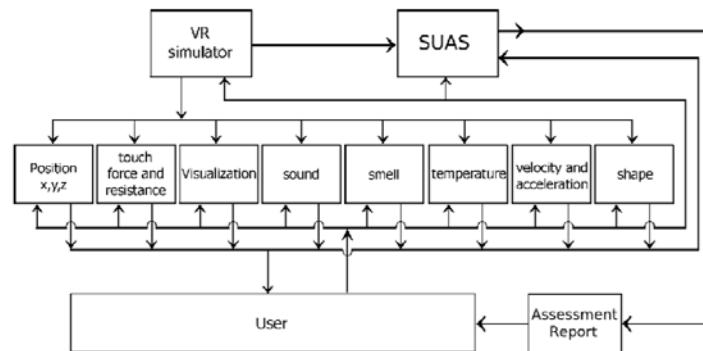 VR
simulator
SUAS
Position
x,y,z
touch
force and
resistance
Visualization
sound
smell
temperature
velocity and
acceleration
shape
User
Assessment
Report